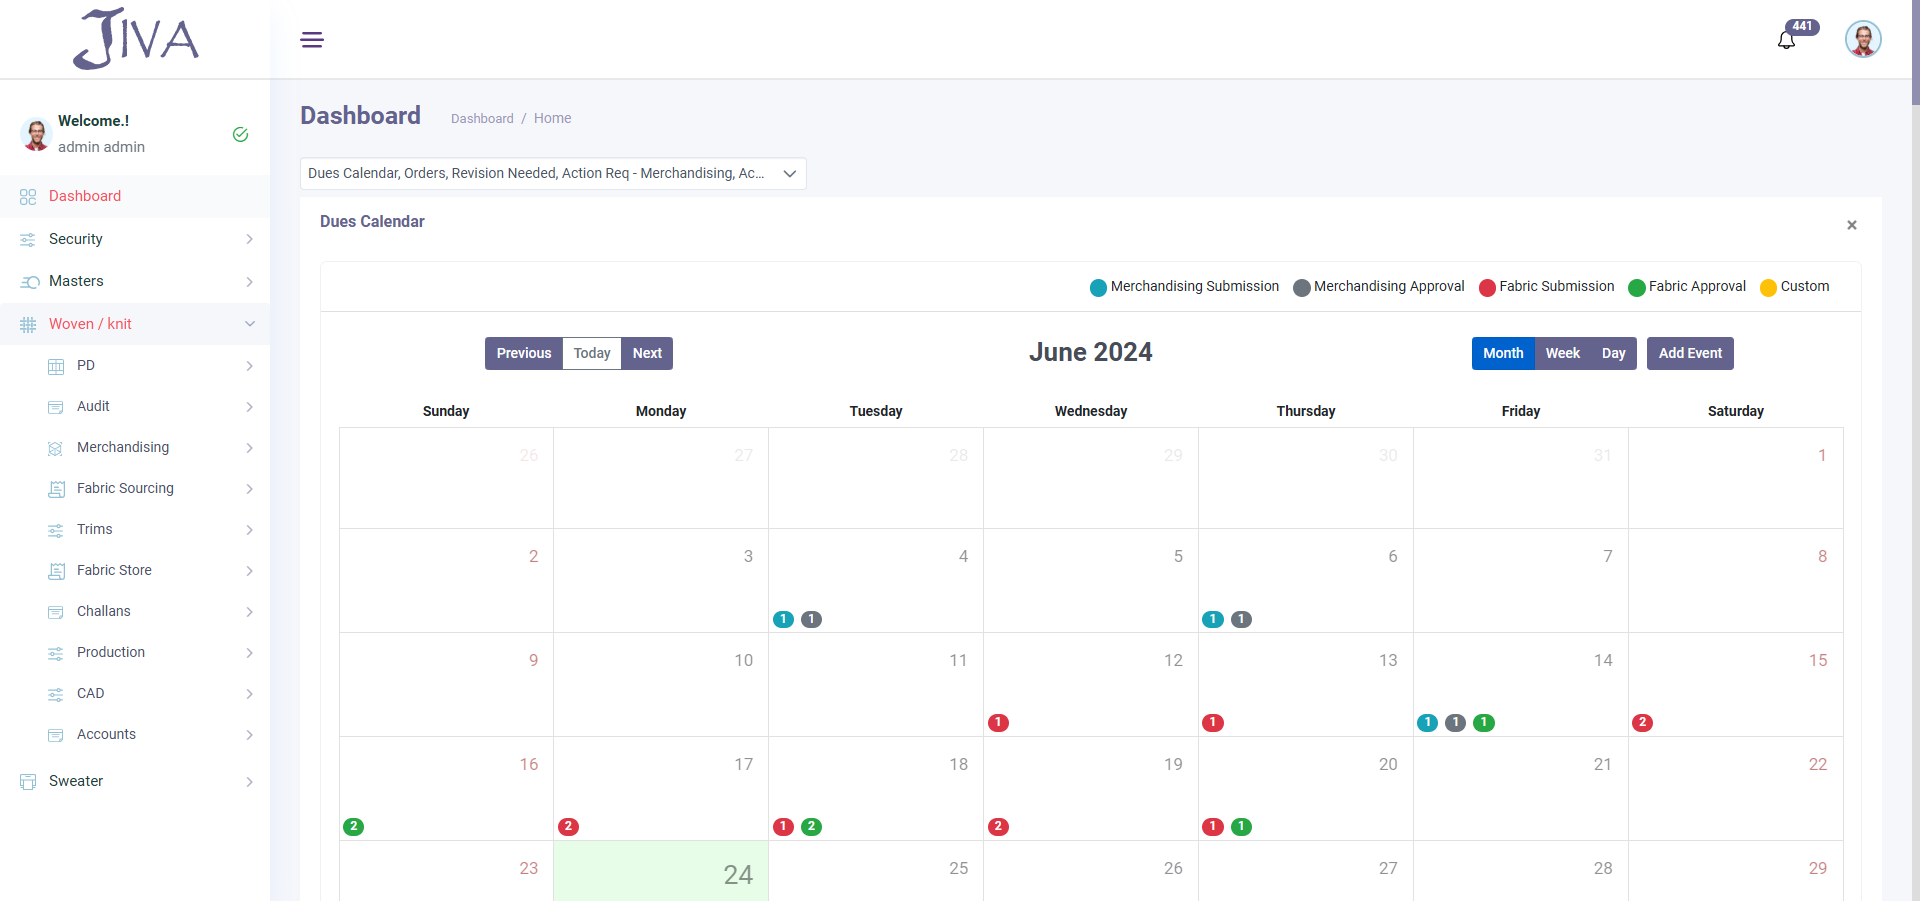 JIVA
441
Welcome.!
admin admin
Dashboard
Security
Masters
Woven / knit
PD
Audit
Merchandising
Fabric Sourcing
Trims
Fabric Store
Challans
Production
CAD
Accounts
Sweater
Dashboard
Dashboard / Home
Dues Calendar, Orders, Revision Needed, Action Req - Merchandising, Ac...
Dues Calendar
×
Merchandising Submission Merchandising Approval Fabric Submission Fabric Approval Custom
Previous Today Next
June 2024
Month Week Day Add Event
Sunday Monday Tuesday Wednesday Thursday Friday Saturday
26 27 28 29 30 31 1
2 3 4 5 6 7 8
1 1 1 1
9 10 11 12 13 14 15
1 1 1 1 1 2
16 17 18 19 20 21 22
2 2 1 2 2 1 1
23 24 25 26 27 28 29